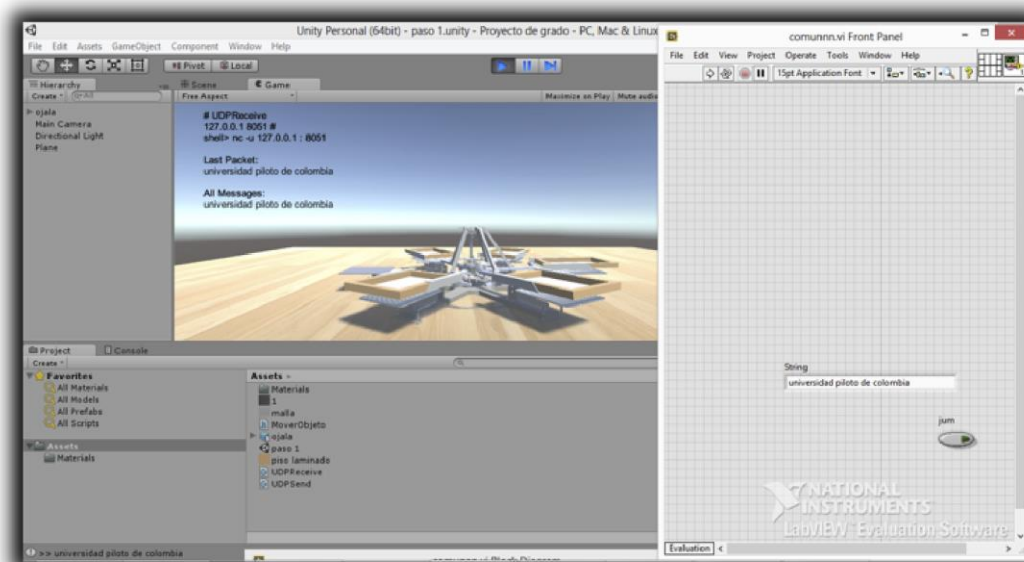 Unity Personal (64bit) - paso 1.unity - Proyecto de grado - PC, Mac & Linux
File Edit Assets GameObject Component Window Help
Pivot Local
Hierarchy
Create
ojala
Main Camera
Directional Light
Plane
Scene Game
Free Aspect Maximize on Play Mute audio
# UDPReceive
127.0.0.1 8051 #
shell> nc -u 127.0.0.1 : 8051
Last Packet:
universidad piloto de colombia
All Messages:
universidad piloto de colombia
Project Console
Create
Favorites
All Materials
All Models
All Prefabs
All Scripts
Assets
Materials
Assets
Materials
1
malla
MoverObjeto
ojala
paso 1
piso laminado
UDPReceive
UDPSend
>> universidad piloto de colombia
comunnn.vi Block Diagram
comunnn.vi Front Panel
File Edit View Project Operate Tools Window Help
15pt Application Font
String
universidad piloto de colombia
jum
NATIONAL
INSTRUMENTS
LabVIEW Evaluation Software
Evaluation